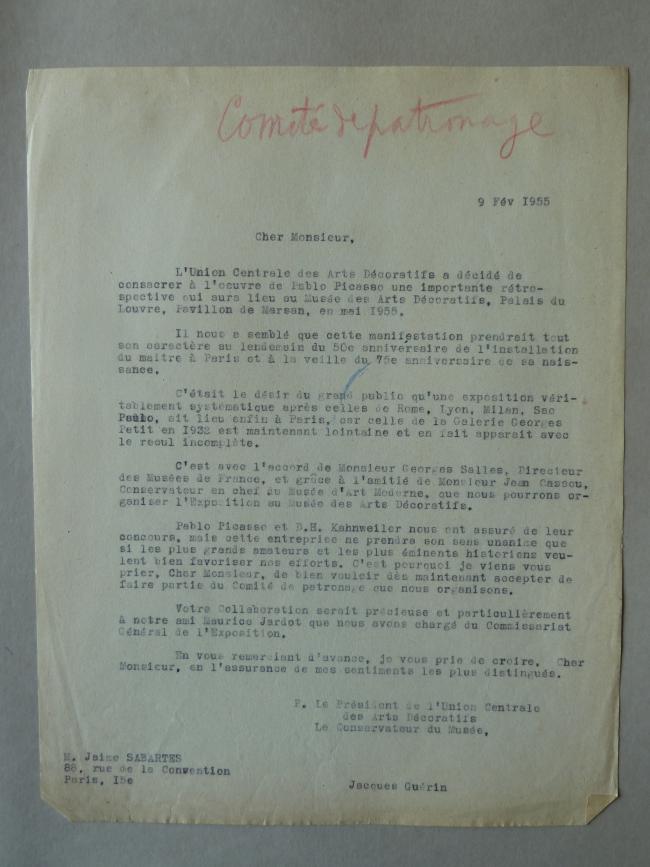 Comité de patronage
9 Fév 1955
Cher Monsieur,
L'Union Centrale des Arts Décoratifs a décidé de
consacrer à l'oeuvre de Pablo Picasso une importante rétro-
spective qui aura lieu au Musée des Arts Décoratifs, Palais du
Louvre, Pavillon de Marsan, en mai 1955.
Il nous a semblé que cette manifestation prendrait tout
son caractère au lendemain du 50e anniversaire de l'installation
du maître à Paris et à la veille du 75e anniversaire de sa nais-
sance.
C'était le désir du grand public qu'une exposition véri-
tablement systématique après celles de Rome, Lyon, Milan, Sao
Paulo, ait lieu enfin à Paris, car celle de la Galerie Georges
Petit en 1932 est maintenant lointaine et en fait apparait avec
le recul incomplète.
C'est avec l'accord de Monsieur Georges Salles, Directeur
des Musées de France, et grâce à l'amitié de Monsieur Jean Cassou,
Conservateur en chef du Musée d'Art Moderne, que nous pourrons or-
ganiser l'Exposition au Musée des Arts Décoratifs.
Pablo Picasso et D.H. Kahnweiler nous ont assuré de leur
concours, mais cette entreprise ne prendra son sens unanime que
si les plus grands amateurs et les plus éminents historiens veu-
lent bien favoriser nos efforts. C'est pourquoi je viens vous
prier, Cher Monsieur, de bien vouloir dès maintenant accepter de
faire partie du Comité de patronage que nous organisons.
Votre Collaboration serait précieuse et particulièrement
à notre ami Maurice Jardot que nous avons chargé du Commissariat
Général de l'Exposition.
En vous remerciant d'avance, je vous prie de croire, Cher
Monsieur, en l'assurance de mes sentiments les plus distingués.
P. Le Président de l'Union Centrale
des Arts Décoratifs
Le Conservateur du Musée,
M. Jaime SABARTES
88, rue de la Convention
Paris, I5e
Jacques Guérin